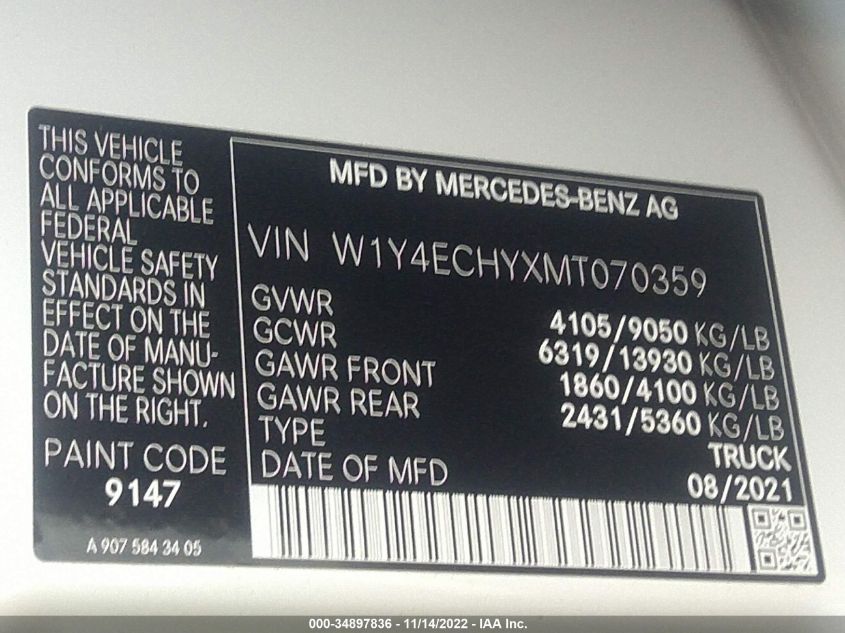 THIS VEHICLE
CONFORMS TO
ALL APPLICABLE
FEDERAL
VEHICLE SAFETY
STANDARDS IN
EFFECT ON THE
DATE OF MANU-
FACTURE SHOWN
ON THE RIGHT.
PAINT CODE
9147
A 907 584 34 05
MFD BY MERCEDES-BENZ AG
VIN W1Y4ECHYXMT070359
GVWR 4105/9050 KG/LB
GCWR 6319/13930 KG/LB
GAWR FRONT 1860/4100 KG/LB
GAWR REAR 2431/5360 KG/LB
TYPE TRUCK
DATE OF MFD 08/2021
000-34897836 - 11/14/2022 - IAA Inc.